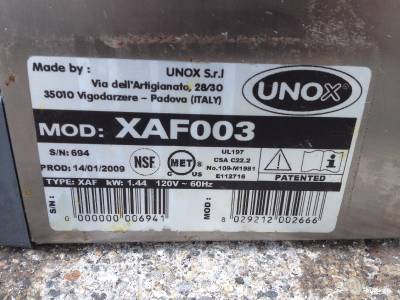 Made by:
UNOX S.r.l
Via dell'Artigianato, 28/30
35010 Vigodarzere - Padova (ITALY)
UNOX
MOD: XAF003
S/N: 694
PROD: 14/01/2009
NSF
MET
C US
UL197
CSA C22.2
No.109-M1981
E112716
PATENTED
TYPE: XAF kW: 1.44 120V ~ 60Hz
S/N:
0 000000 006941
MOD:
8 029212 002666